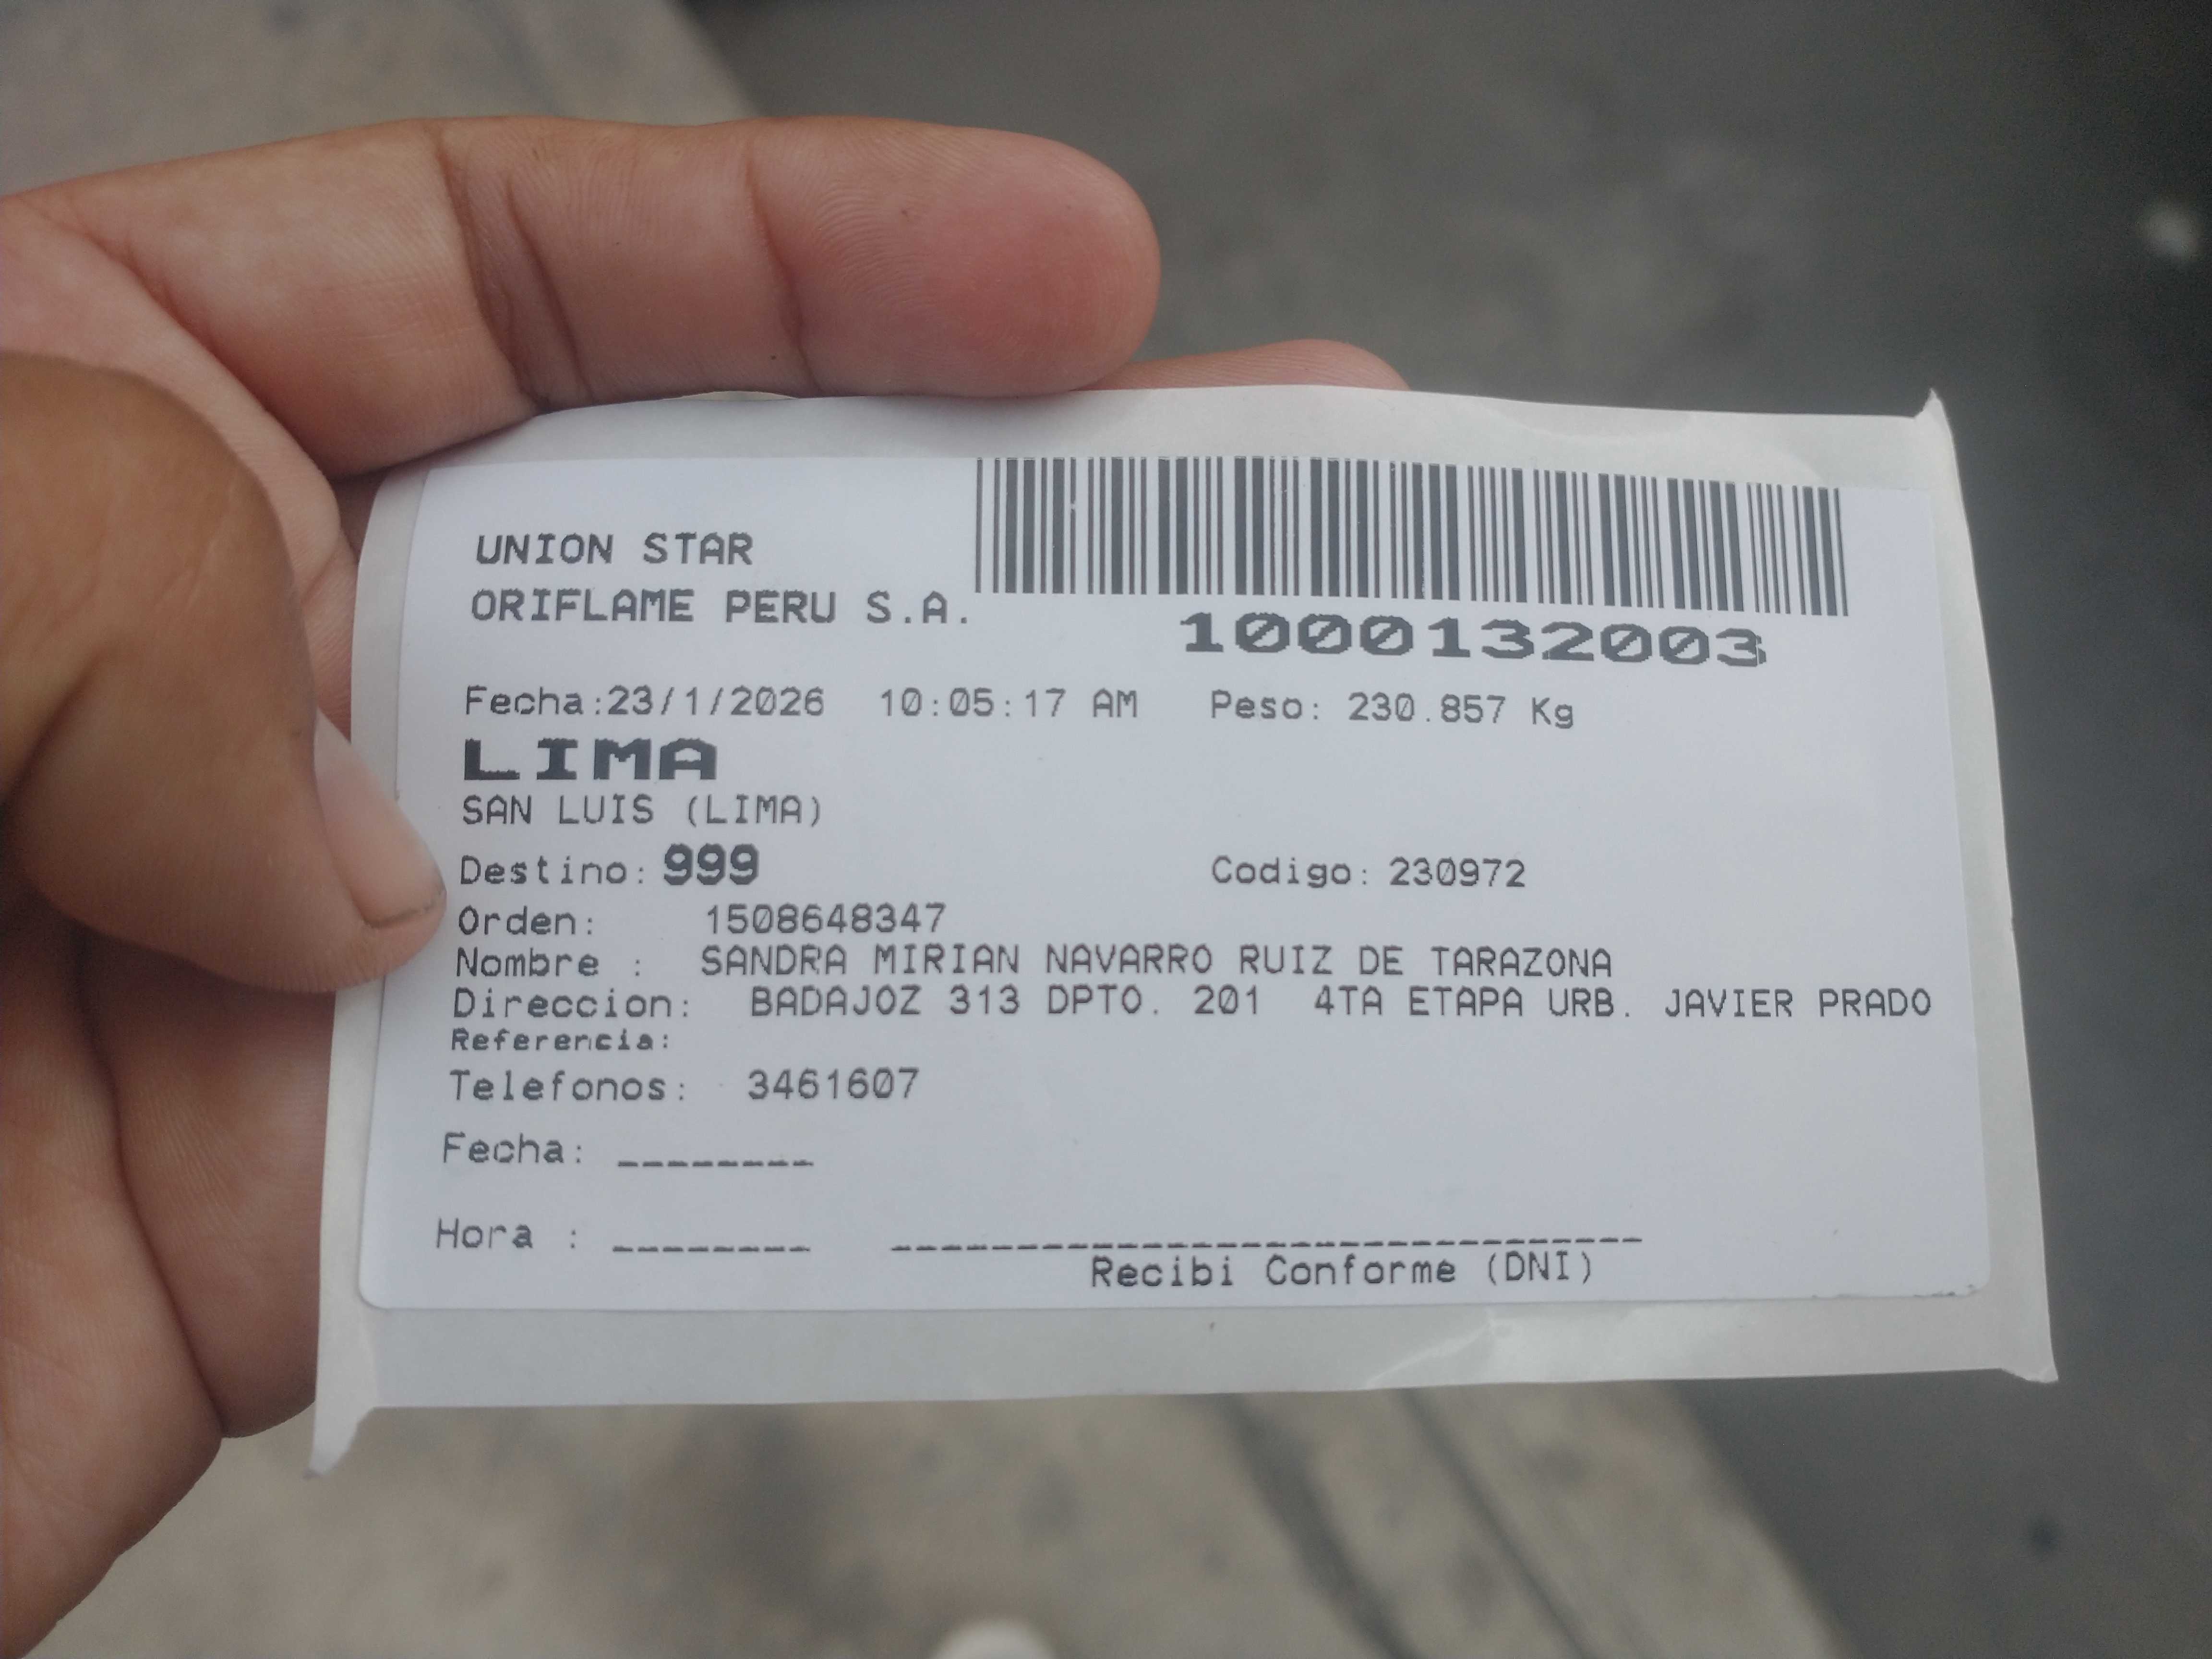 UNION STAR
ORIFLAME PERU S.A.
1000132003
Fecha:23/1/2026 10:05:17 AM Peso: 230.857 Kg
LIMA
SAN LUIS (LIMA)
Destino: 999 Codigo: 230972
Orden: 1508648347
Nombre : SANDRA MIRIAN NAVARRO RUIZ DE TARAZONA
Direccion: BADAJOZ 313 DPTO. 201 4TA ETAPA URB. JAVIER PRADO
Referencia:
Telefonos: 3461607
Fecha: ________
Hora : ________ ______________________________
Recibi Conforme (DNI)